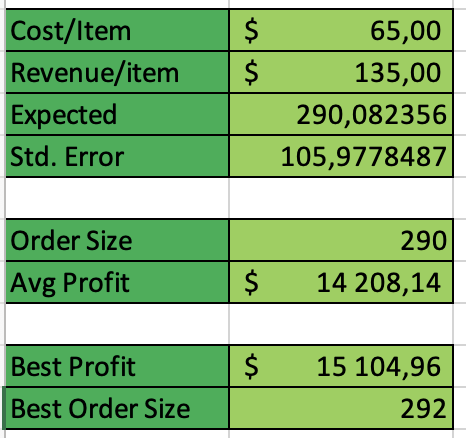 Cost/Item $ 65,00
Revenue/item $ 135,00
Expected 290,082356
Std. Error 105,9778487
Order Size 290
Avg Profit $ 14 208,14
Best Profit $ 15 104,96
Best Order Size 292